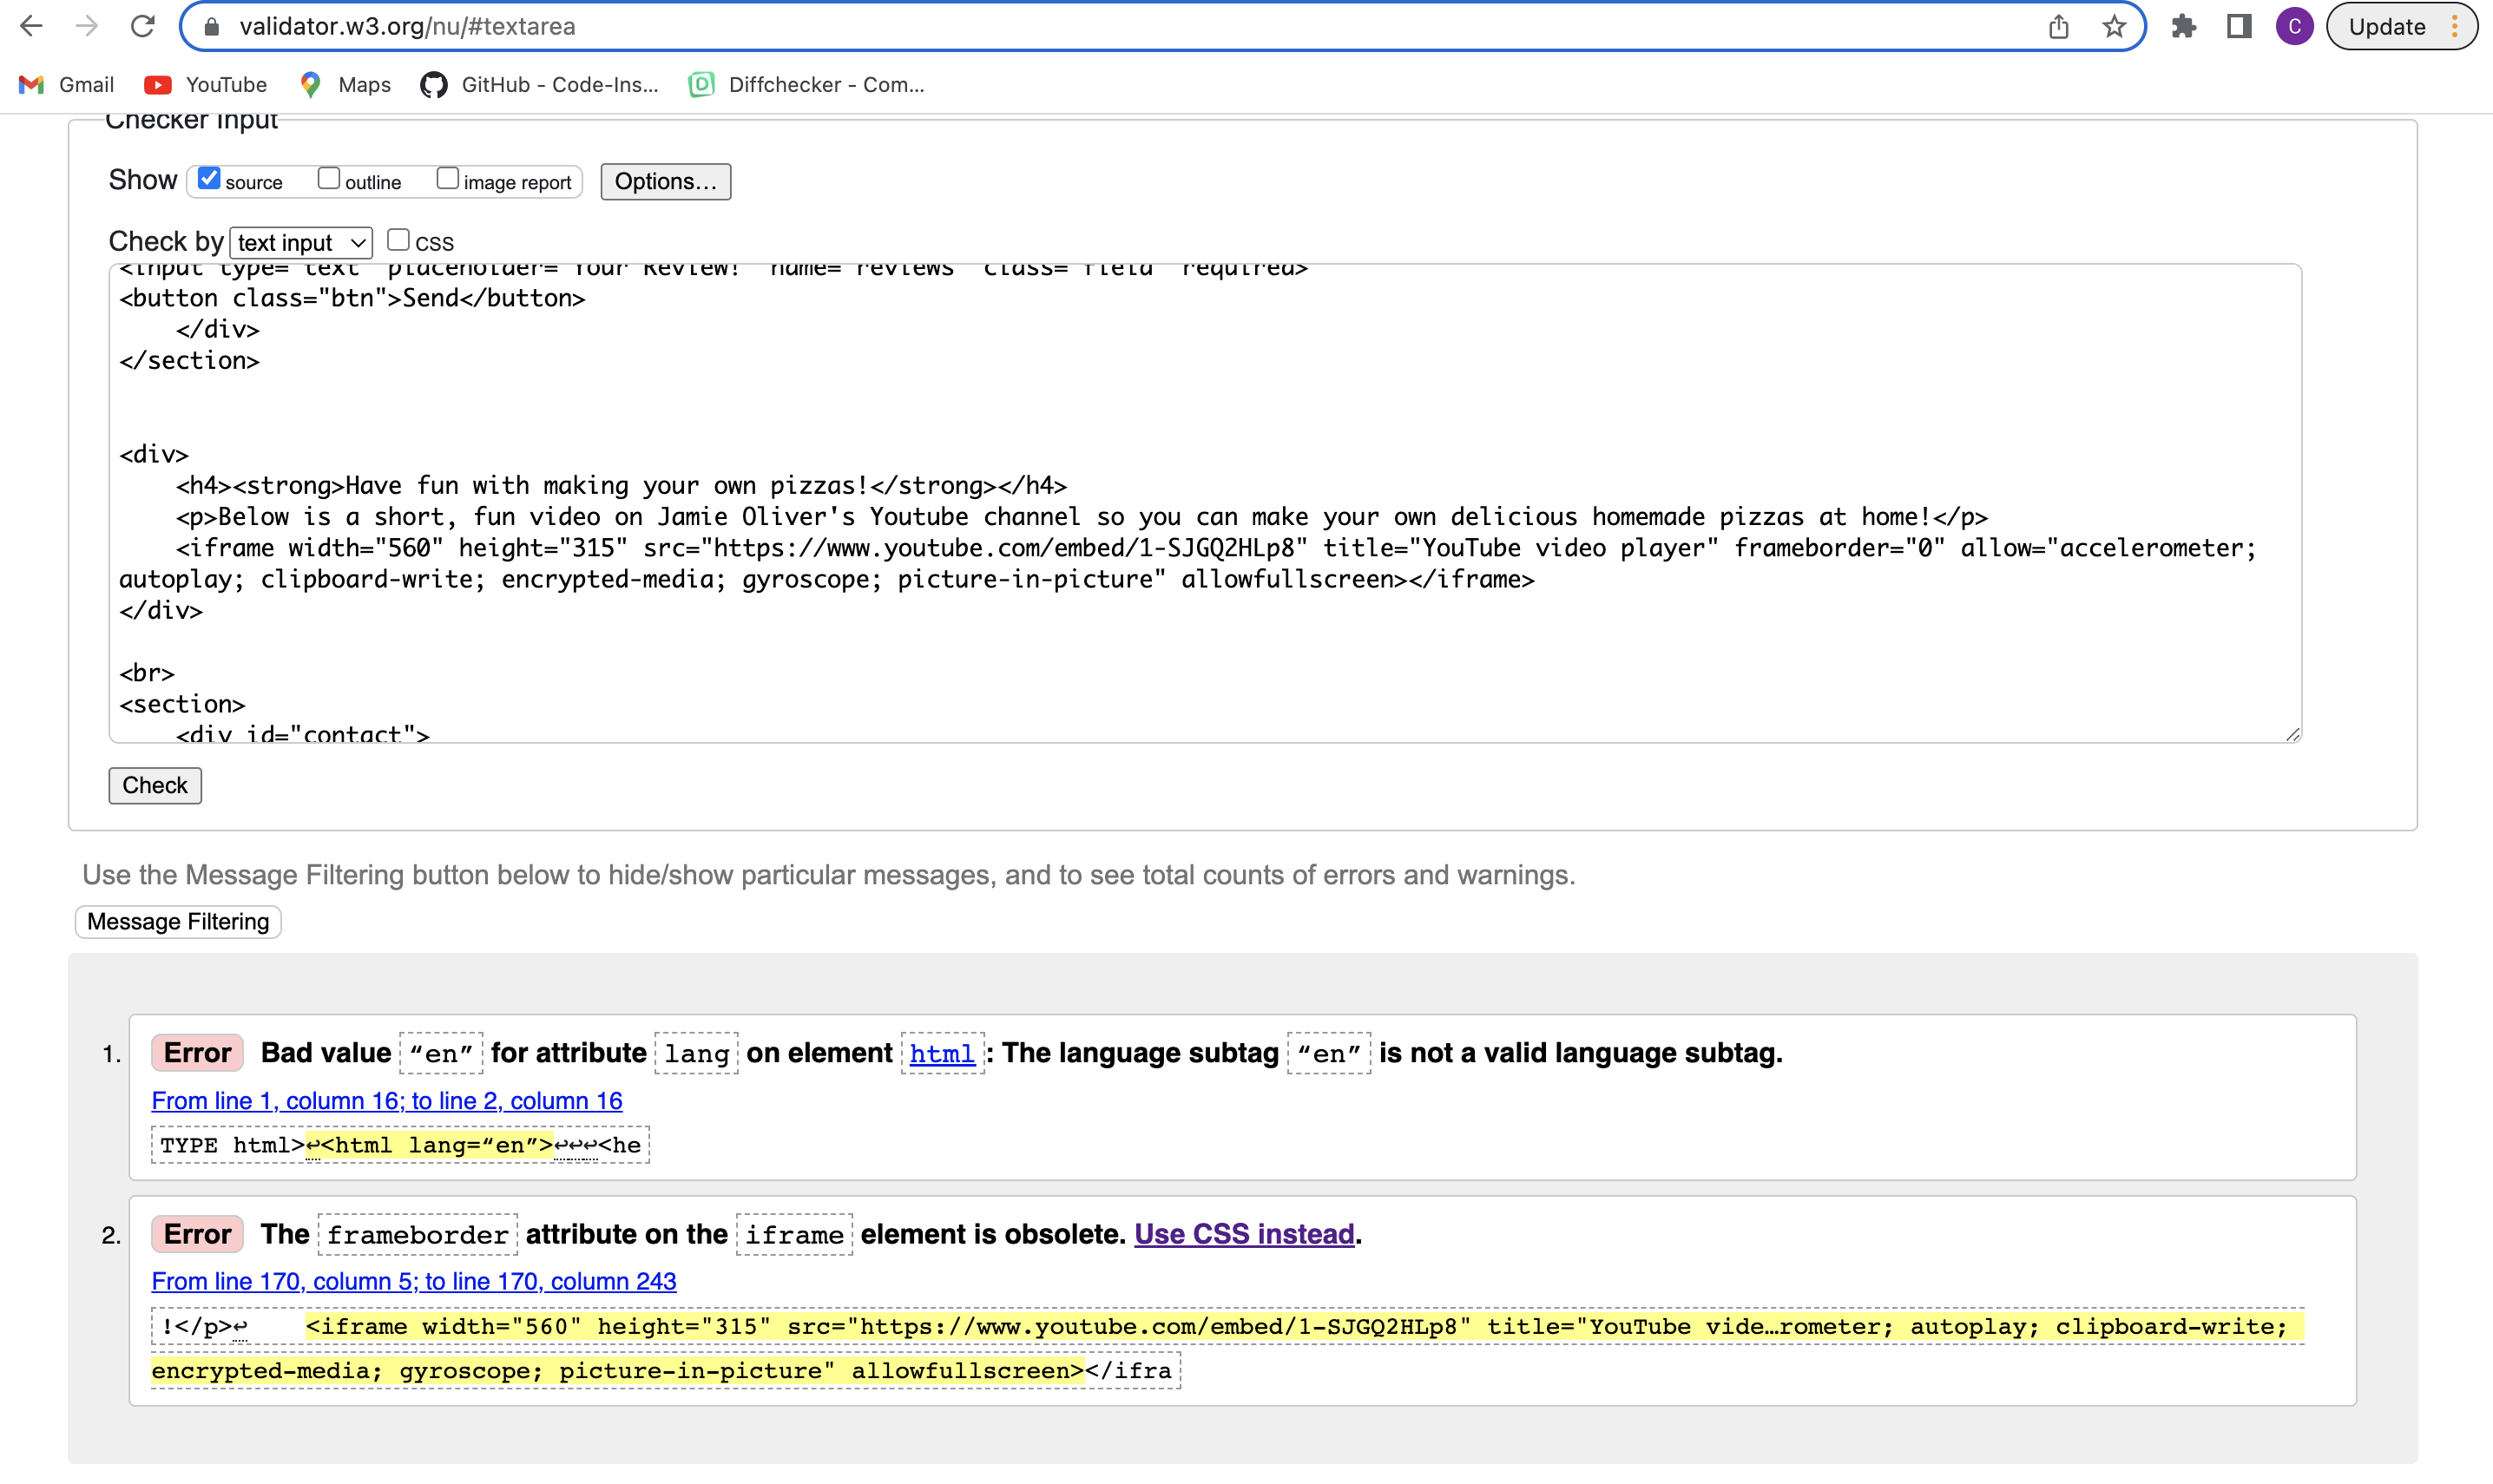 validator.w3.org/nu/#textarea
C
Update
Gmail YouTube Maps GitHub - Code-Ins... Diffchecker - Com...
Checker Input
Show source outline image report Options...
Check by text input CSS
<input type="text" placeholder="Your Review!" name="reviews" class="field" required>
<button class="btn">Send</button>
</div>
</section>
<div>
<h4><strong>Have fun with making your own pizzas!</strong></h4>
<p>Below is a short, fun video on Jamie Oliver's Youtube channel so you can make your own delicious homemade pizzas at home!</p>
<iframe width="560" height="315" src="https://www.youtube.com/embed/1-SJGQ2HLp8" title="YouTube video player" frameborder="0" allow="accelerometer;
autoplay; clipboard-write; encrypted-media; gyroscope; picture-in-picture" allowfullscreen></iframe>
</div>
<br>
<section>
<div id="contact">
Check
Use the Message Filtering button below to hide/show particular messages, and to see total counts of errors and warnings.
Message Filtering
1. Error Bad value “en” for attribute lang on element html: The language subtag “en” is not a valid language subtag.
From line 1, column 16; to line 2, column 16
TYPE html>↩<html lang=“en”>↩↩↩<he
2. Error The frameborder attribute on the iframe element is obsolete. Use CSS instead.
From line 170, column 5; to line 170, column 243
!</p>↩ <iframe width="560" height="315" src="https://www.youtube.com/embed/1-SJGQ2HLp8" title="YouTube vide…rometer; autoplay; clipboard-write;
encrypted-media; gyroscope; picture-in-picture" allowfullscreen></ifra